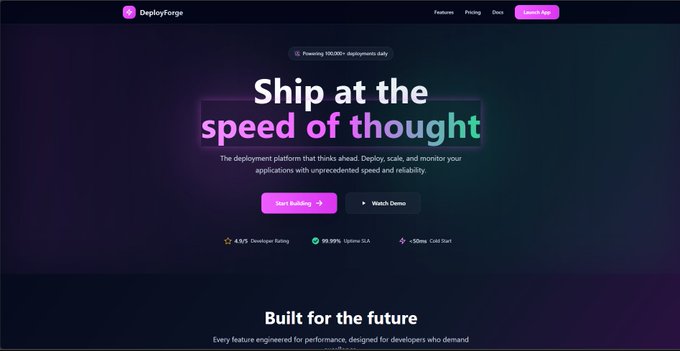 DeployForge
Features
Pricing
Docs
Launch App
Powering 100,000+ deployments daily
Ship at the
speed of thought
The deployment platform that thinks ahead. Deploy, scale, and monitor your
applications with unprecedented speed and reliability.
Start Building
Watch Demo
4.9/5 Developer Rating
99.99% Uptime SLA
<50ms Cold Start
Built for the future
Every feature engineered for performance, designed for developers who demand